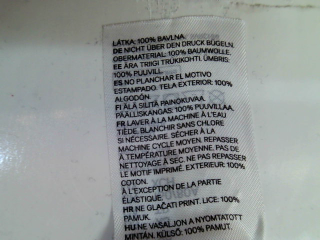 LÁTKA: 100% BAVLNA.
DE NICHT ÜBER DEN DRUCK BÜGELN.
OBERMATERIAL: 100% BAUMWOLLE.
EE ÄRA TRIIGI TRÜKIKOHTI. ÜMBRIS:
100% PUUVILL.
ES NO PLANCHAR EL MOTIVO
ESTAMPADO. TELA EXTERIOR: 100%
ALGODÓN.
FI ÄLÄ SILITÄ PAINOKUVAA.
PÄÄLLISKANGAS: 100% PUUVILLAA.
FR LAVER À LA MACHINE À L'EAU
TIÈDE, BLANCHIR SANS CHLORE
SI NÉCESSAIRE. SÉCHER À LA
MACHINE CYCLE MOYEN. REPASSER
À TEMPÉRATURE MOYENNE. PAS DE
NETTOYAGE À SEC. NE PAS REPASSER
LE MOTIF IMPRIMÉ. EXTÉRIEUR: 100%
COTON.
À L'EXCEPTION DE LA PARTIE
ÉLASTIQUE.
HR NE GLAČATI PRINT. LICE: 100%
PAMUK.
HU NE VASALJON A NYOMTATOTT
MINTÁN. KÜLSŐ: 100% PAMUT.